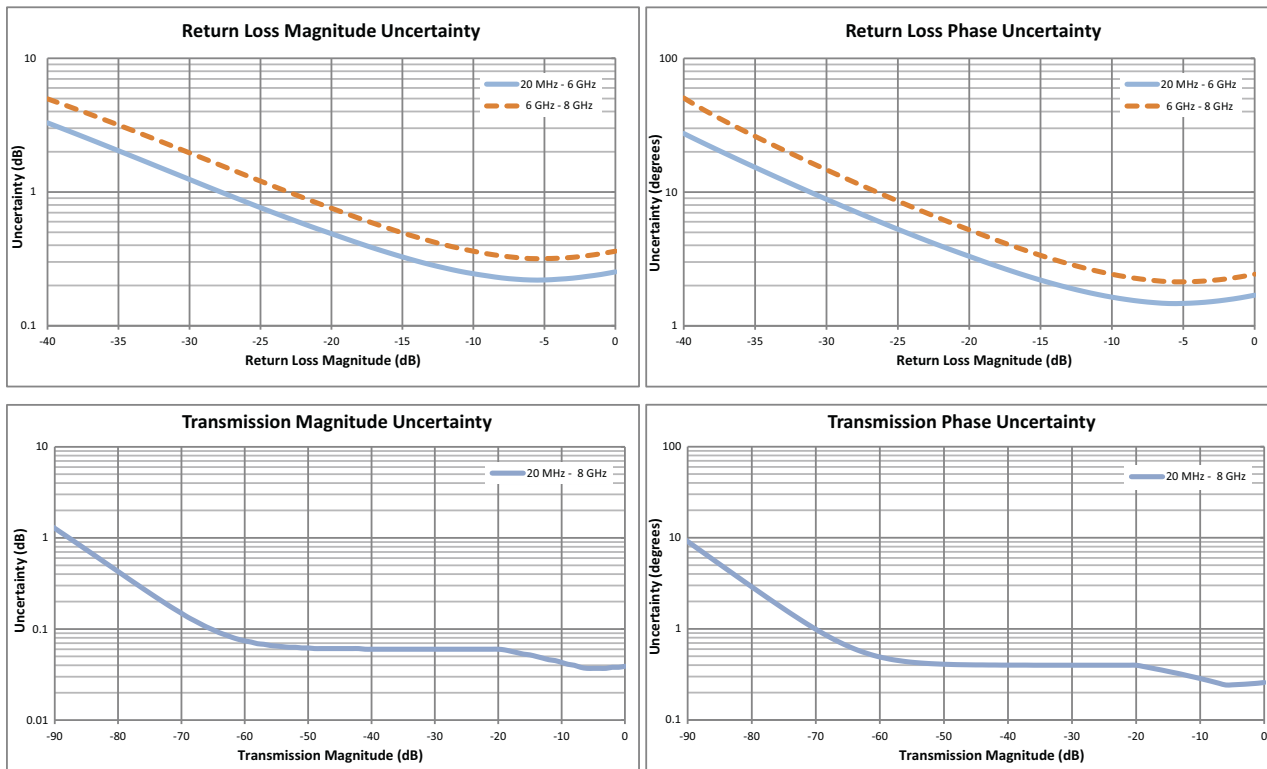 Return Loss Magnitude Uncertainty
10
1
0.1
Uncertainty (dB)
20 MHz - 6 GHz
6 GHz - 8 GHz
-40 -35 -30 -25 -20 -15 -10 -5 0
Return Loss Magnitude (dB)
Return Loss Phase Uncertainty
100
10
1
Uncertainty (degrees)
20 MHz - 6 GHz
6 GHz - 8 GHz
-40 -35 -30 -25 -20 -15 -10 -5 0
Return Loss Magnitude (dB)
Transmission Magnitude Uncertainty
10
1
0.1
0.01
Uncertainty (dB)
20 MHz - 8 GHz
-90 -80 -70 -60 -50 -40 -30 -20 -10 0
Transmission Magnitude (dB)
Transmission Phase Uncertainty
100
10
1
0.1
Uncertainty (degrees)
20 MHz - 8 GHz
-90 -80 -70 -60 -50 -40 -30 -20 -10 0
Transmission Magnitude (dB)